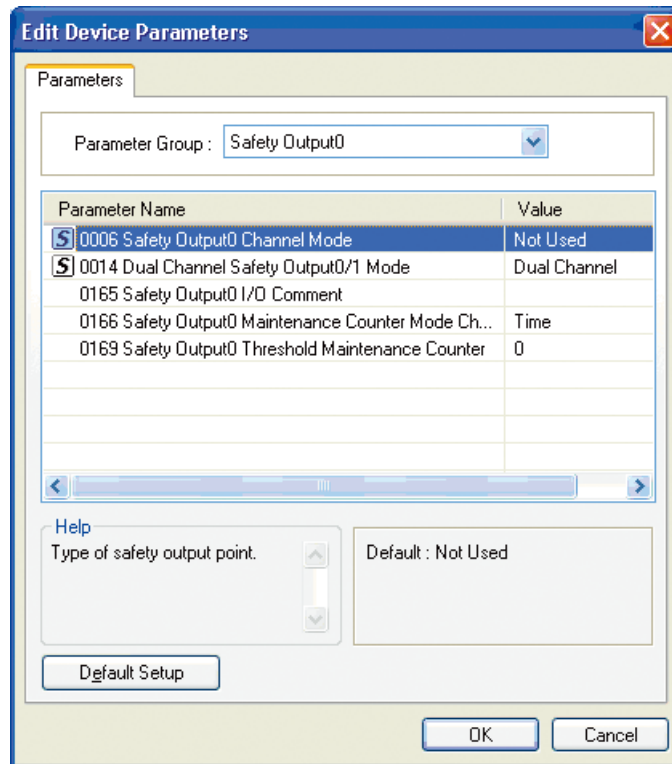 Edit Device Parameters
Parameters
Parameter Group : Safety Output0
Parameter Name Value
S 0006 Safety Output0 Channel Mode Not Used
S 0014 Dual Channel Safety Output0/1 Mode Dual Channel
0165 Safety Output0 I/O Comment
0166 Safety Output0 Maintenance Counter Mode Ch... Time
0169 Safety Output0 Threshold Maintenance Counter 0
Help
Type of safety output point.
Default : Not Used
Default Setup
OK Cancel